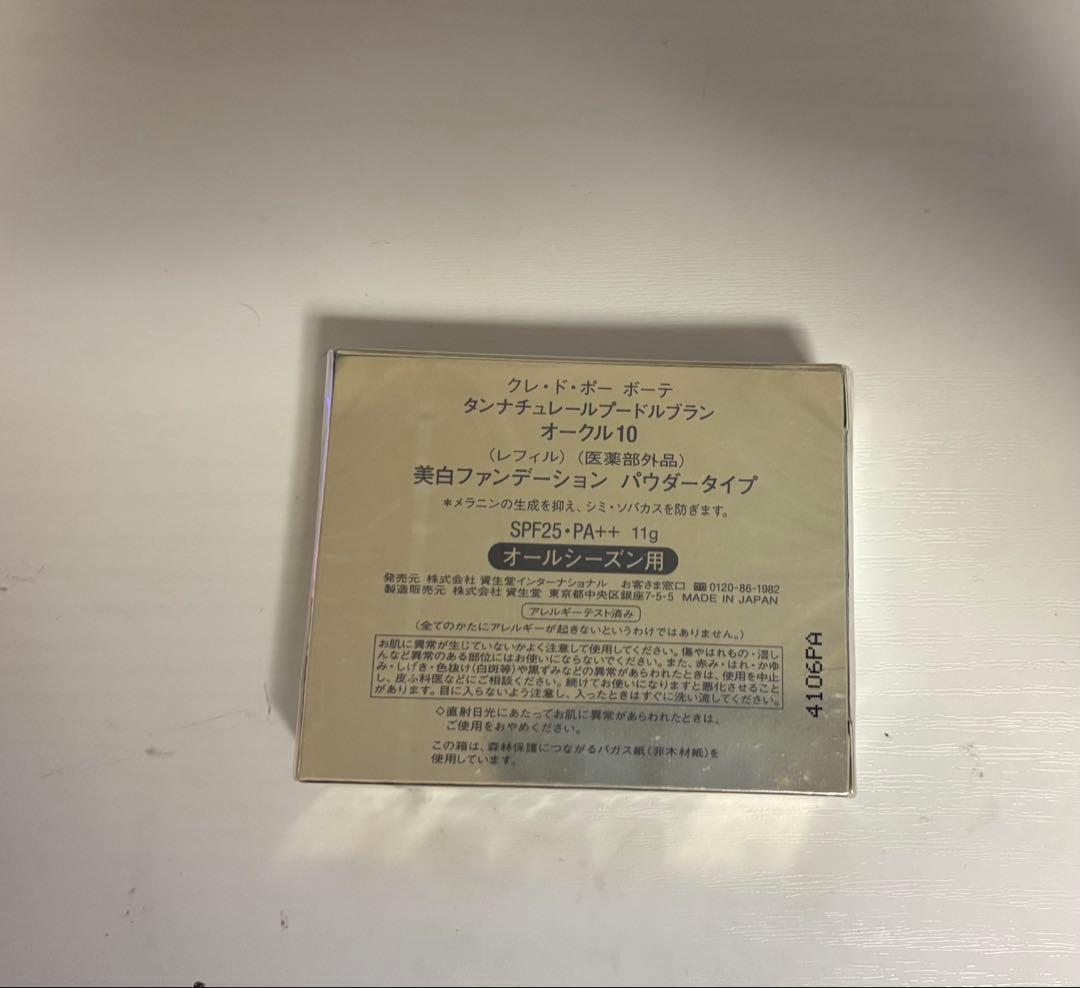 クレ・ド・ポー ボーテ
タンナチュレールプードルブラン
オークル10
（レフィル）（医薬部外品）
美白ファンデーション パウダータイプ
＊メラニンの生成を抑え、シミ・ソバカスを防ぎます。
SPF25・PA++ 11g
オールシーズン用
発売元 株式会社 資生堂インターナショナル お客さま窓口 0120-86-1982
製造販売元 株式会社 資生堂 東京都中央区銀座7-5-5 MADE IN JAPAN
アレルギーテスト済み
（全てのかたにアレルギーが起きないというわけではありません。）
お肌に異常が生じていないかよく注意して使用してください。傷やはれもの・湿し
んなど異常のある部位にはお使いにならないでください。また、赤み・はれ・かゆ
み・しげき・色抜け（白斑等）や黒ずみなどの異常があらわれたときは、使用を中止
し、皮ふ科医などにご相談ください。続けてお使いになりますと悪化させること
があります。目に入らないよう注意し、入ったときはすぐに洗い流してください。
◇直射日光にあたってお肌に異常があらわれたときは、
ご使用をおやめください。
この箱は、森林保護につながるバガス紙（非木材紙）を
使用しています。
4106PA